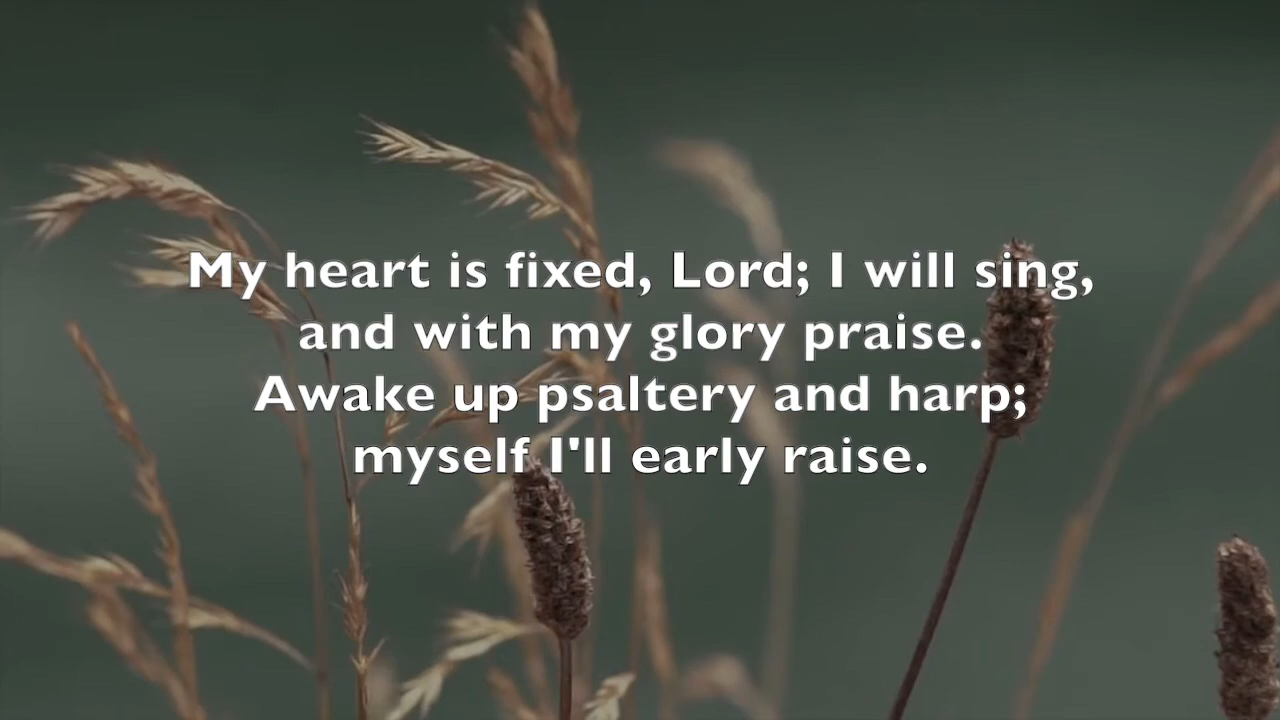 My heart is fixed, Lord; I will sing,
and with my glory praise.
Awake up psaltery and harp;
myself I'll early raise.